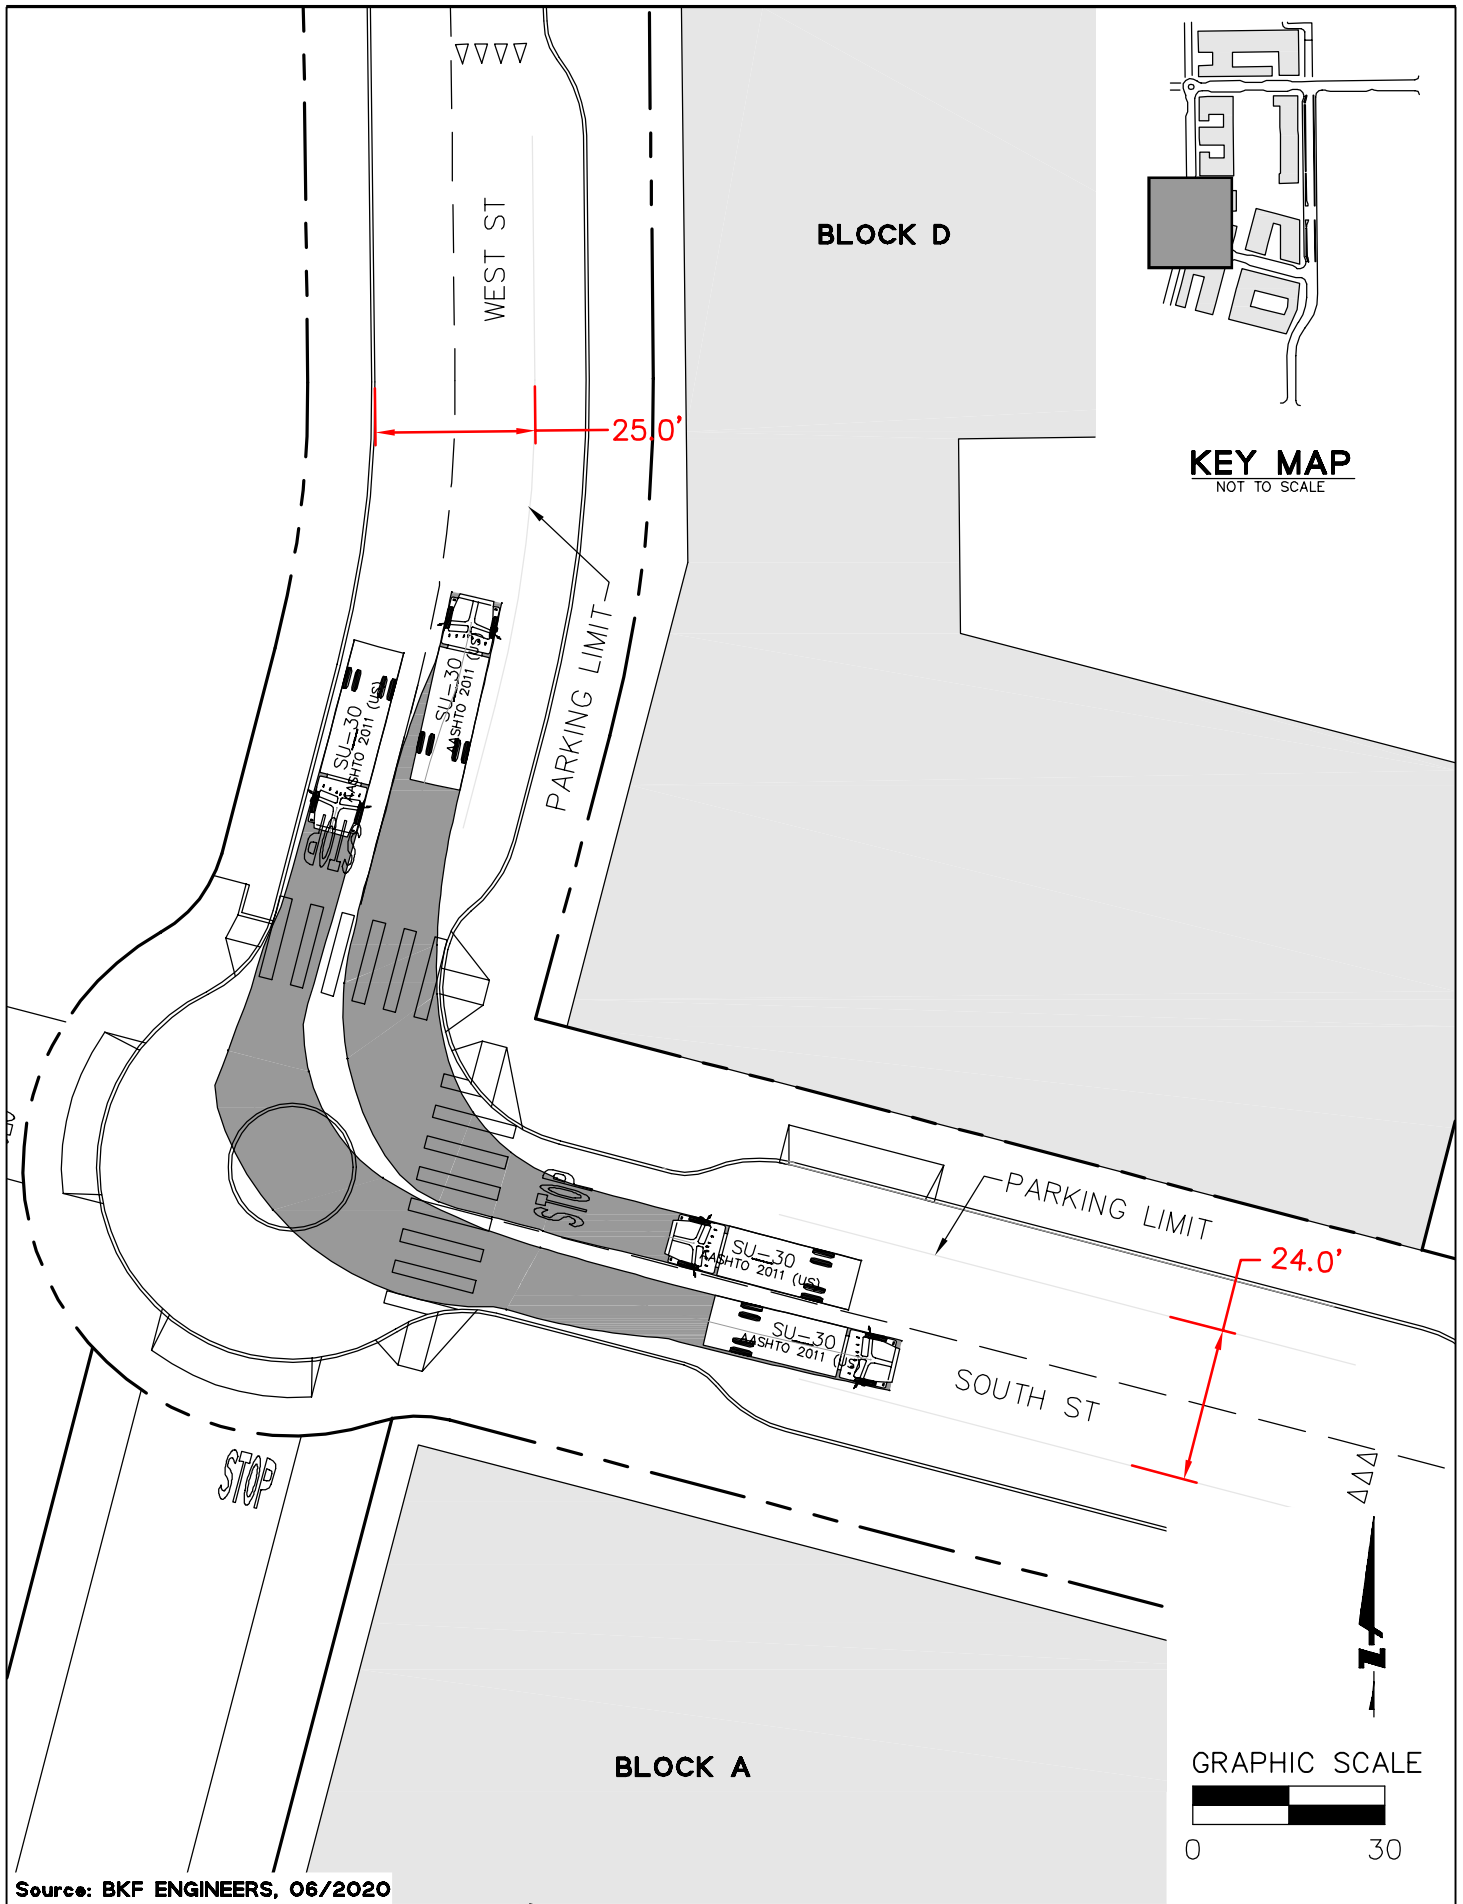 WEST ST
BLOCK D
25.0'
KEY MAP
NOT TO SCALE
PARKING LIMIT
SU-30
AASHTO 2011 (US)
SU-30
AASHTO 2011 (US)
STOP
STOP
SU-30
AASHTO 2011 (US)
SU-30
AASHTO 2011 (US)
PARKING LIMIT
24.0'
SOUTH ST
STOP
BLOCK A
GRAPHIC SCALE
0 30
Source: BKF ENGINEERS, 06/2020